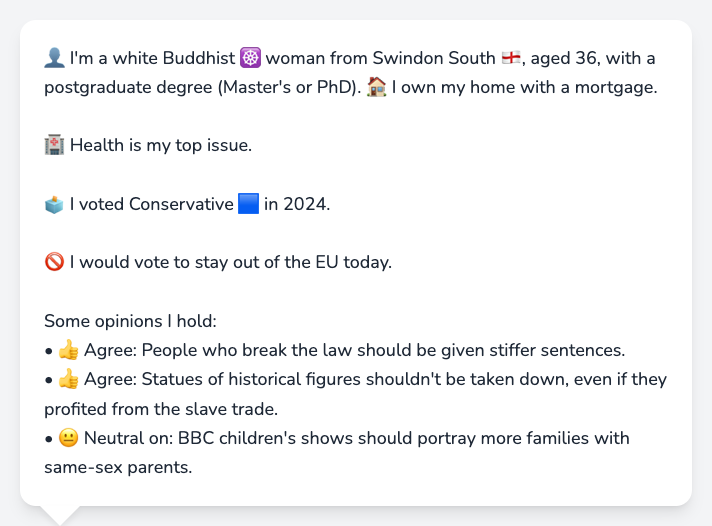 👤 I'm a white Buddhist ☸️ woman from Swindon South 🏴󠁧󠁢󠁥󠁮󠁧󠁿, aged 36, with a
postgraduate degree (Master's or PhD). 🏠 I own my home with a mortgage.
🏥 Health is my top issue.
🗳️ I voted Conservative 🟦 in 2024.
🚫 I would vote to stay out of the EU today.
Some opinions I hold:
• 👍 Agree: People who break the law should be given stiffer sentences.
• 👍 Agree: Statues of historical figures shouldn't be taken down, even if they
profited from the slave trade.
• 😐 Neutral on: BBC children's shows should portray more families with
same-sex parents.